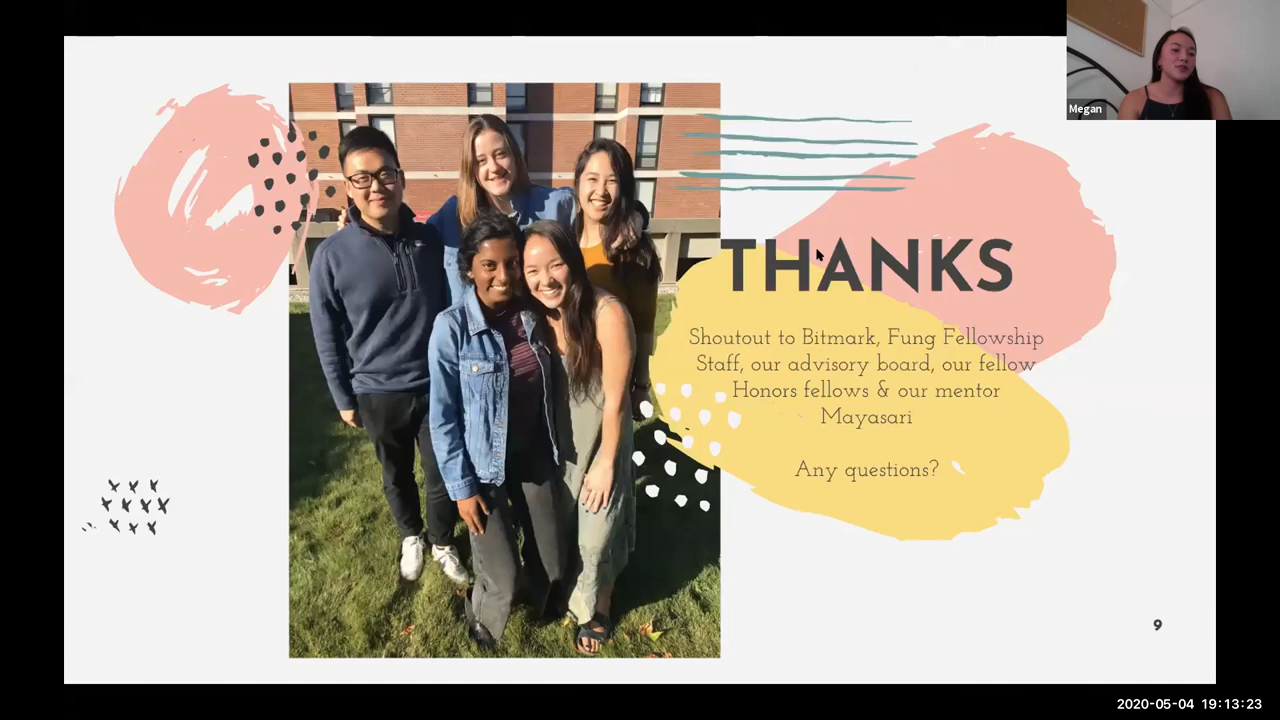 Megan
THANKS
Shoutout to Bitmark, Fung Fellowship
Staff, our advisory board, our fellow
Honors fellows & our mentor
Mayasari
Any questions?
9
2020-05-04 19:13:23